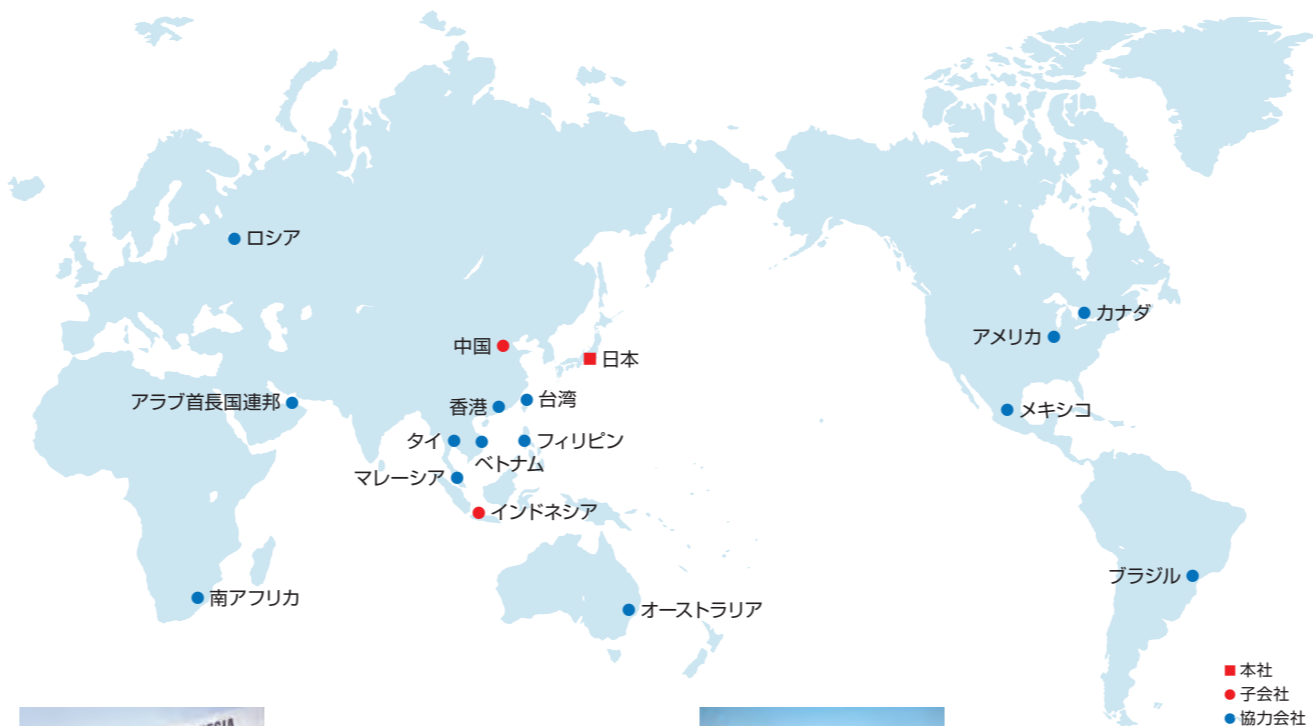 ロシア
カナダ
アメリカ
中国
日本
アラブ首長国連邦
香港
台湾
メキシコ
タイ
フィリピン
ベトナム
マレーシア
インドネシア
ブラジル
南アフリカ
オーストラリア
本社
子会社
協力会社